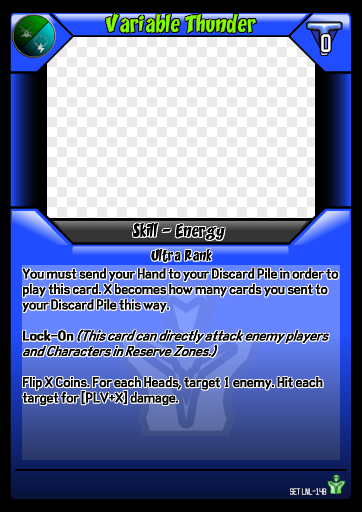 Variable Thunder
0
Skill - Energy
Ultra Rank
You must send your Hand to your Discard Pile in order to
play this card. X becomes how many cards you sent to
your Discard Pile this way.
Lock-On (This card can directly attack enemy players
and Characters in Reserve Zones.)
Flip X Coins. For each Heads, target 1 enemy. Hit each
target for [PLV+X] damage.
SET LNL-148